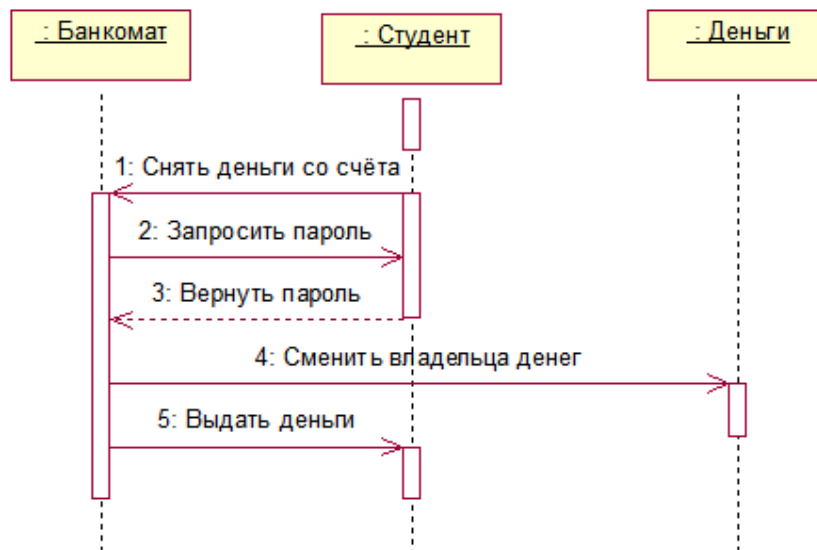 : Банкомат
: Студент
: Деньги
1: Снять деньги со счёта
2: Запросить пароль
3: Вернуть пароль
4: Сменить владельца денег
5: Выдать деньги